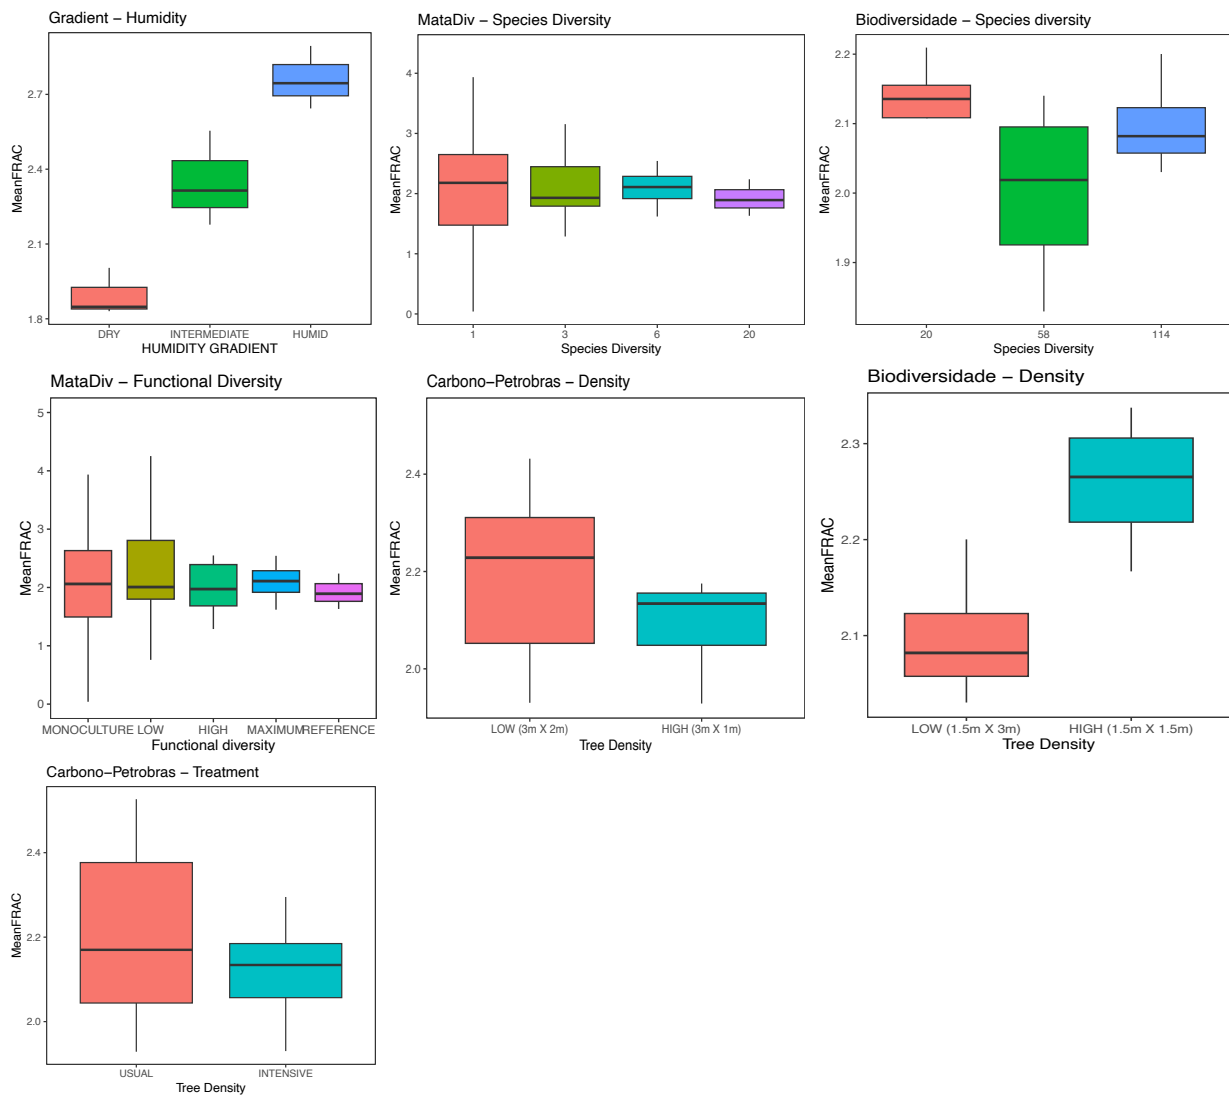 Gradient − Humidity
MeanFRAC
2.7
2.4
2.1
1.8
DRY
INTERMEDIATE
HUMID
HUMIDITY GRADIENT
MataDiv − Species Diversity
MeanFRAC
4
3
2
1
0
1
3
6
20
Species Diversity
Biodiversidade − Species diversity
MeanFRAC
2.2
2.1
2.0
1.9
20
58
114
Species Diversity
MataDiv − Functional Diversity
MeanFRAC
5
4
3
2
1
0
MONOCULTURE
LOW
HIGH
MAXIMUM
REFERENCE
Functional diversity
Carbono−Petrobras − Density
MeanFRAC
2.4
2.2
2.0
LOW (3m X 2m)
HIGH (3m X 1m)
Tree Density
Biodiversidade − Density
MeanFRAC
2.3
2.2
2.1
LOW (1.5m X 3m)
HIGH (1.5m X 1.5m)
Tree Density
Carbono−Petrobras − Treatment
MeanFRAC
2.4
2.2
2.0
USUAL
INTENSIVE
Tree Density